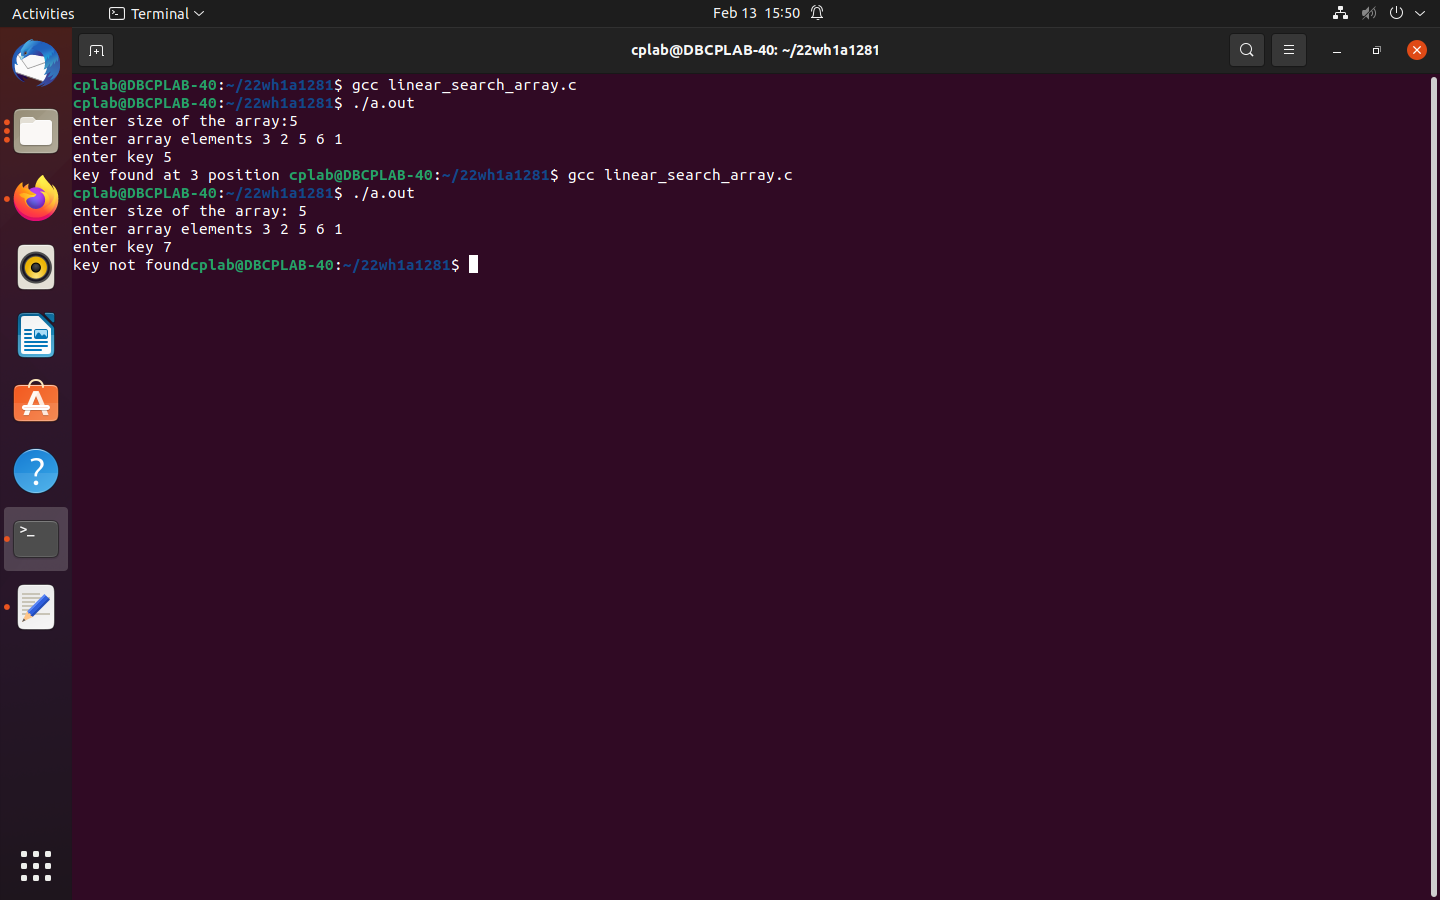 Activities Terminal Feb 13 15:50
cplab@DBCPLAB-40: ~/22wh1a1281
cplab@DBCPLAB-40:~/22wh1a1281$ gcc linear_search_array.c
cplab@DBCPLAB-40:~/22wh1a1281$ ./a.out
enter size of the array:5
enter array elements 3 2 5 6 1
enter key 5
key found at 3 position cplab@DBCPLAB-40:~/22wh1a1281$ gcc linear_search_array.c
cplab@DBCPLAB-40:~/22wh1a1281$ ./a.out
enter size of the array: 5
enter array elements 3 2 5 6 1
enter key 7
key not foundcplab@DBCPLAB-40:~/22wh1a1281$